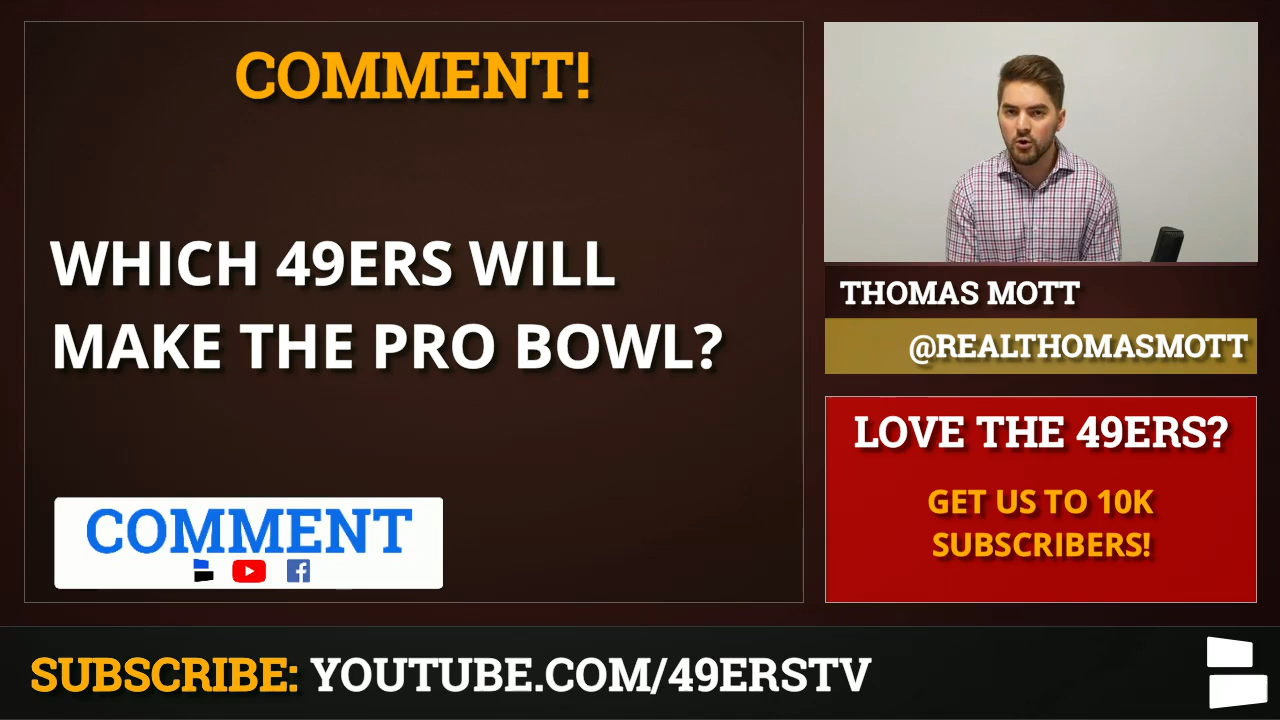 COMMENT!
WHICH 49ERS WILL
MAKE THE PRO BOWL?
COMMENT
THOMAS MOTT
@REALTHOMASMOTT
LOVE THE 49ERS?
GET US TO 10K
SUBSCRIBERS!
SUBSCRIBE: YOUTUBE.COM/49ERSTV